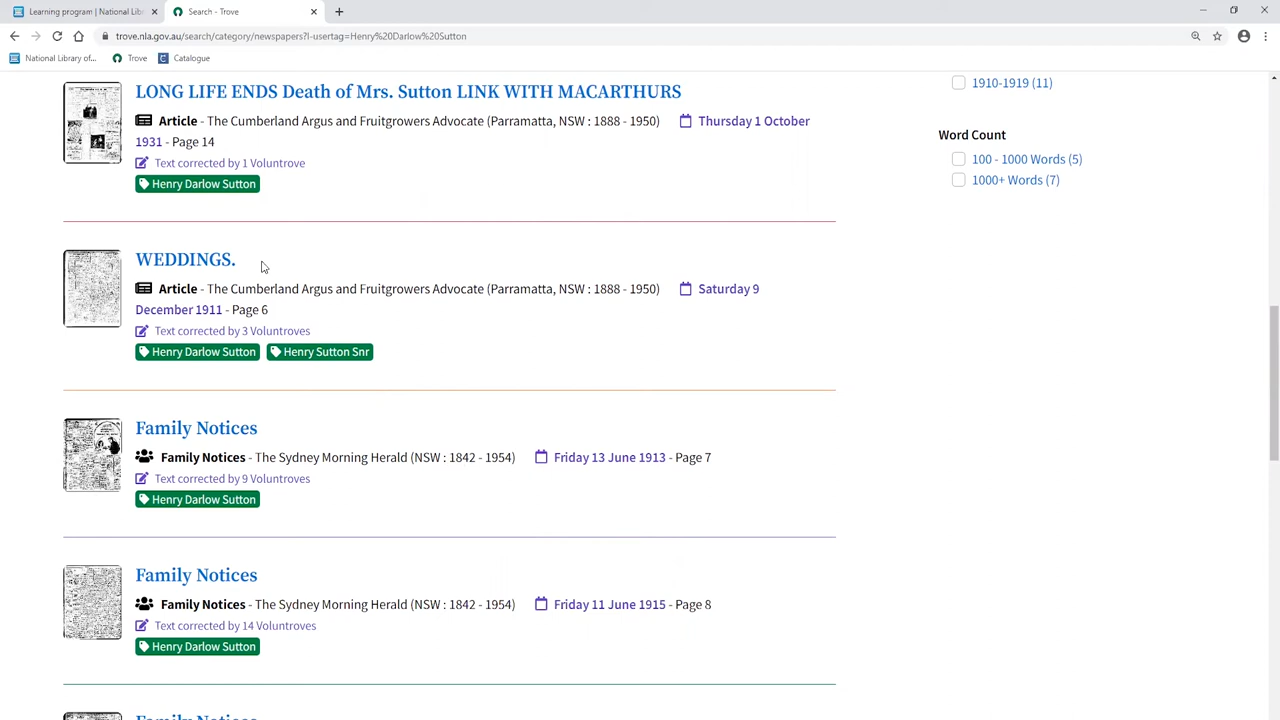 Learning program | National Lib
Search - Trove
trove.nla.gov.au/search/category/newspapers?l-usertag=Henry%20Darlow%20Sutton
National Library of...
Trove
Catalogue
LONG LIFE ENDS Death of Mrs. Sutton LINK WITH MACARTHURS
Article - The Cumberland Argus and Fruitgrowers Advocate (Parramatta, NSW : 1888 - 1950) Thursday 1 October
1931 - Page 14
Text corrected by 1 Voluntrove
Henry Darlow Sutton
WEDDINGS.
Article - The Cumberland Argus and Fruitgrowers Advocate (Parramatta, NSW : 1888 - 1950) Saturday 9
December 1911 - Page 6
Text corrected by 3 Voluntroves
Henry Darlow Sutton Henry Sutton Snr
Family Notices
Family Notices - The Sydney Morning Herald (NSW : 1842 - 1954) Friday 13 June 1913 - Page 7
Text corrected by 9 Voluntroves
Henry Darlow Sutton
Family Notices
Family Notices - The Sydney Morning Herald (NSW : 1842 - 1954) Friday 11 June 1915 - Page 8
Text corrected by 14 Voluntroves
Henry Darlow Sutton
Family Notices
1910-1919 (11)
Word Count
100 - 1000 Words (5)
1000+ Words (7)